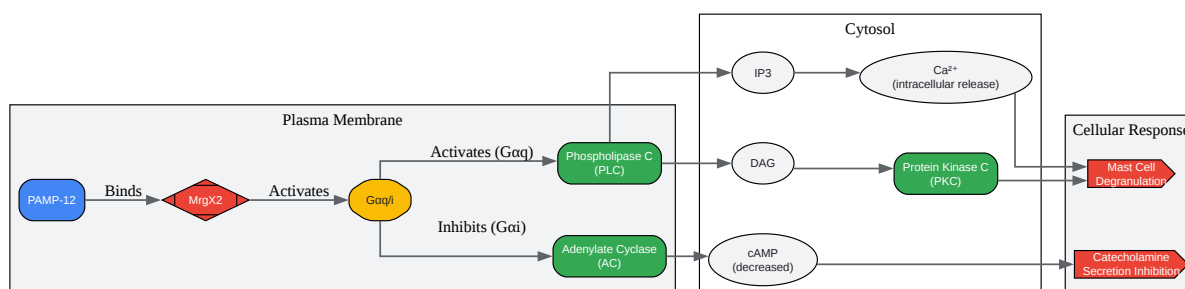 Cytosol
IP3
Ca²⁺
(intracellular release)
Plasma Membrane
Cellular Response
Activates (Gαq)
Phospholipase C
(PLC)
DAG
Protein Kinase C
(PKC)
Mast Cell
Degranulation
PAMP-12
Binds
MrgX2
Activates
Gαq/i
Inhibits (Gαi)
Adenylate Cyclase
(AC)
cAMP
(decreased)
Catecholamine
Secretion Inhibition